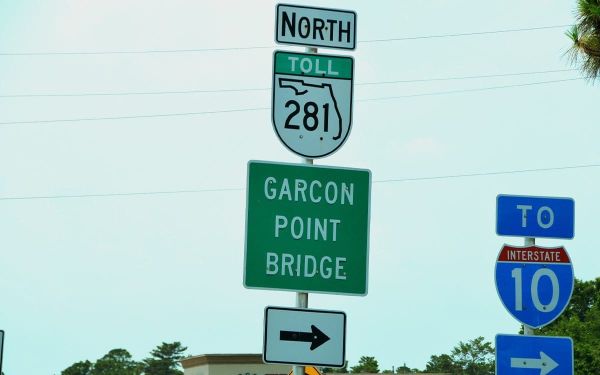 NORTH
TOLL
281
GARCON
POINT
BRIDGE
TO
INTERSTATE
10